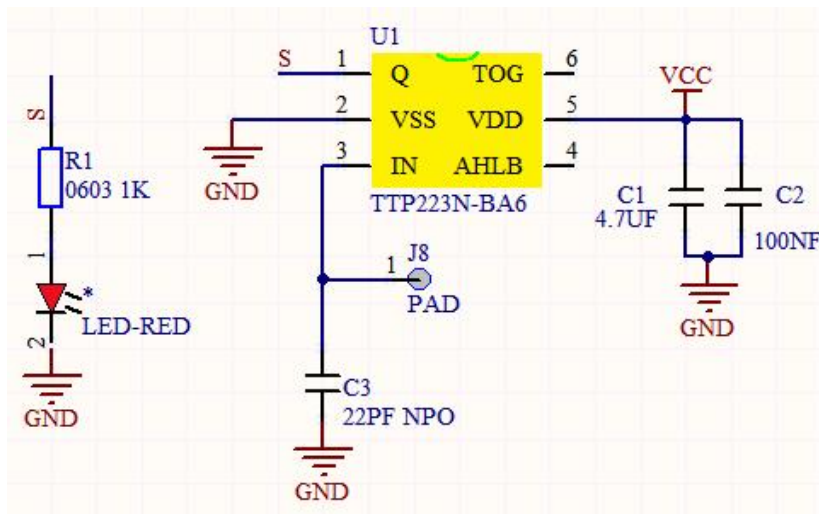 U1
S
1
Q
TOG
6
2
VSS
VDD
5
VCC
3
IN
AHLB
4
GND
TTP223N-BA6
S
R1
0603 1K
1
*
LED-RED
2
GND
1
J8
PAD
C3
22PF NPO
GND
C1
4.7UF
C2
100NF
GND